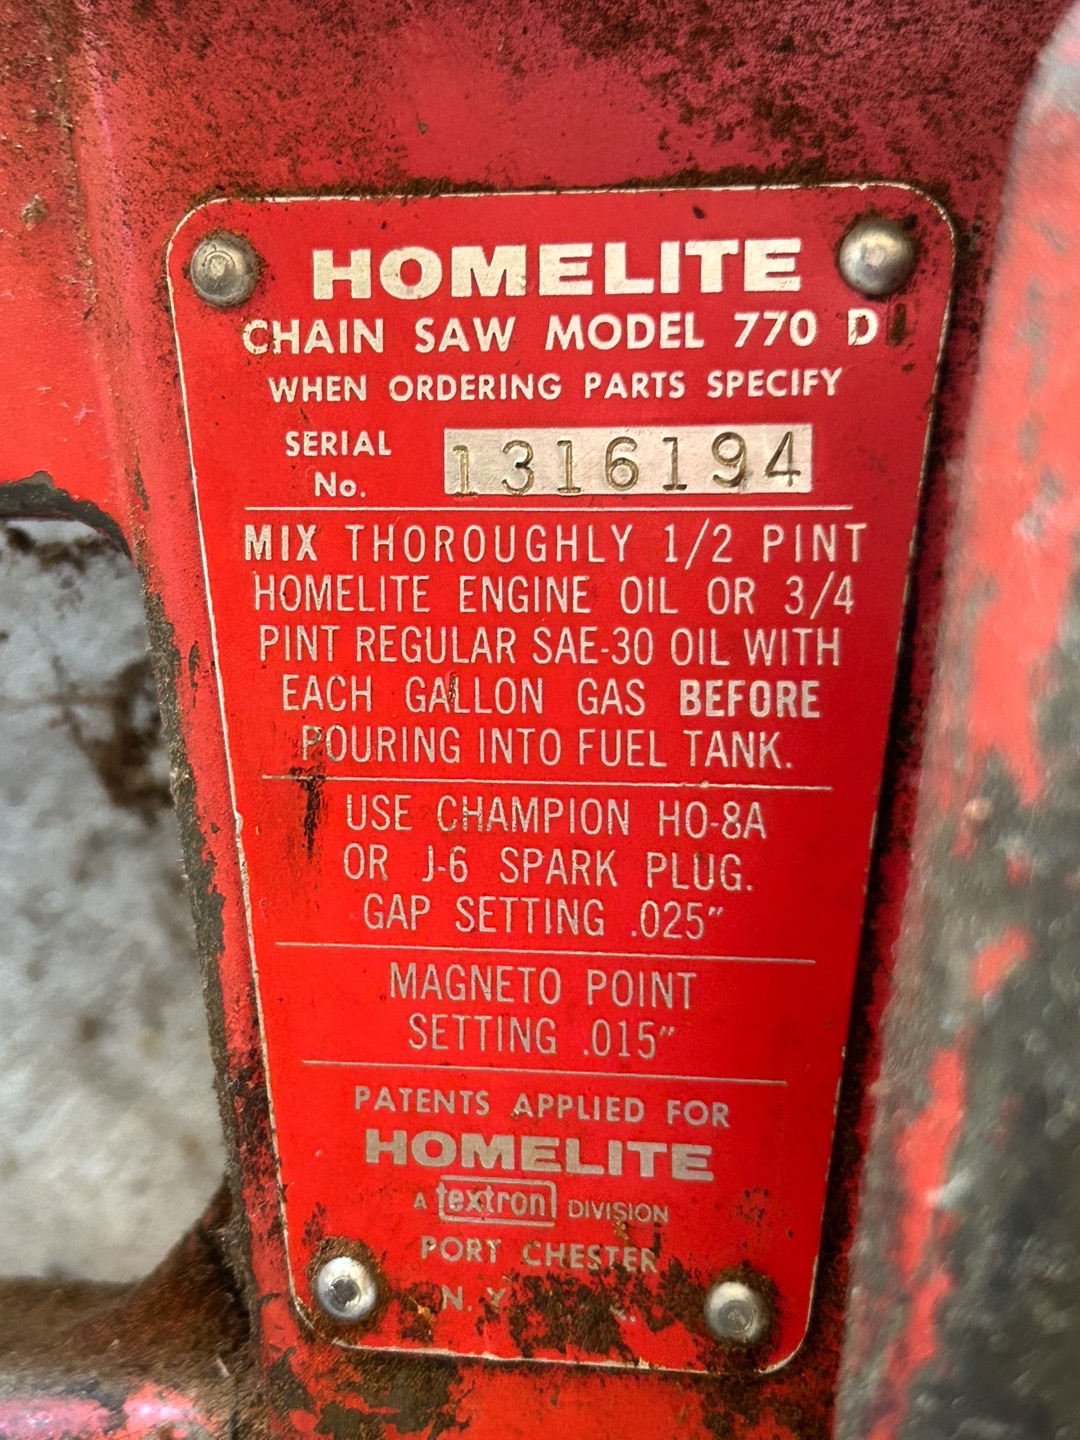 HOMELITE
CHAIN SAW MODEL 770 D
WHEN ORDERING PARTS SPECIFY
SERIAL
No. 1316194
MIX THOROUGHLY 1/2 PINT
HOMELITE ENGINE OIL OR 3/4
PINT REGULAR SAE-30 OIL WITH
EACH GALLON GAS BEFORE
POURING INTO FUEL TANK.
USE CHAMPION HO-8A
OR J-6 SPARK PLUG.
GAP SETTING .025″
MAGNETO POINT
SETTING .015″
PATENTS APPLIED FOR
HOMELITE
A textron DIVISION
PORT CHESTER
N. Y